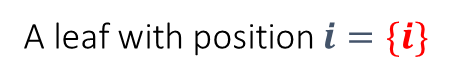 A leaf with position i = {i}